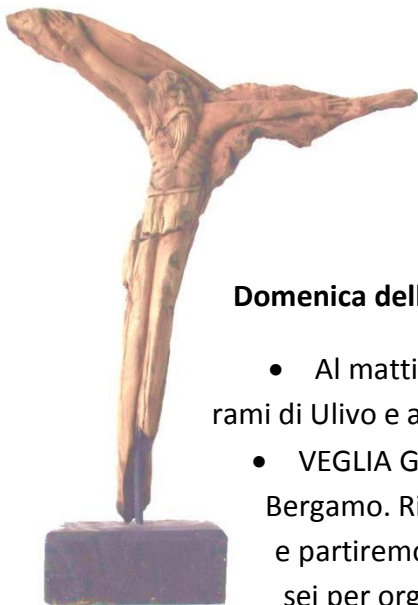 Domenica dell
• Al matti
rami di Ulivo e a
• VEGLIA G
Bergamo. Ri
e partiremo
sei per org